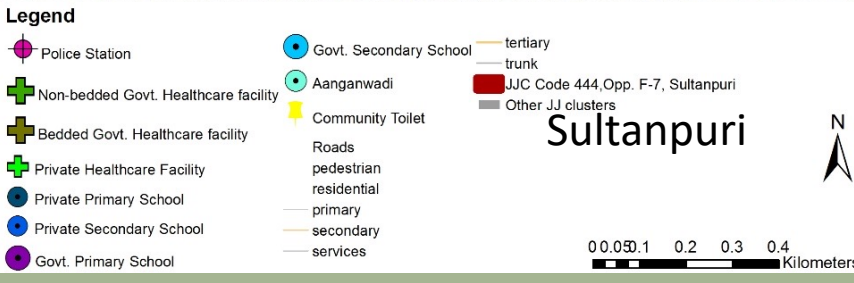 Legend
Police Station
Non-bedded Govt. Healthcare facility
Bedded Govt. Healthcare facility
Private Healthcare Facility
Private Primary School
Private Secondary School
Govt. Primary School
Govt. Secondary School
Aanganwadi
Community Toilet
Roads
pedestrian
residential
primary
secondary
services
tertiary
trunk
JJC Code 444,Opp. F-7, Sultanpuri
Other JJ clusters
Sultanpuri
N
0 0.05 0.1 0.2 0.3 0.4
Kilometers